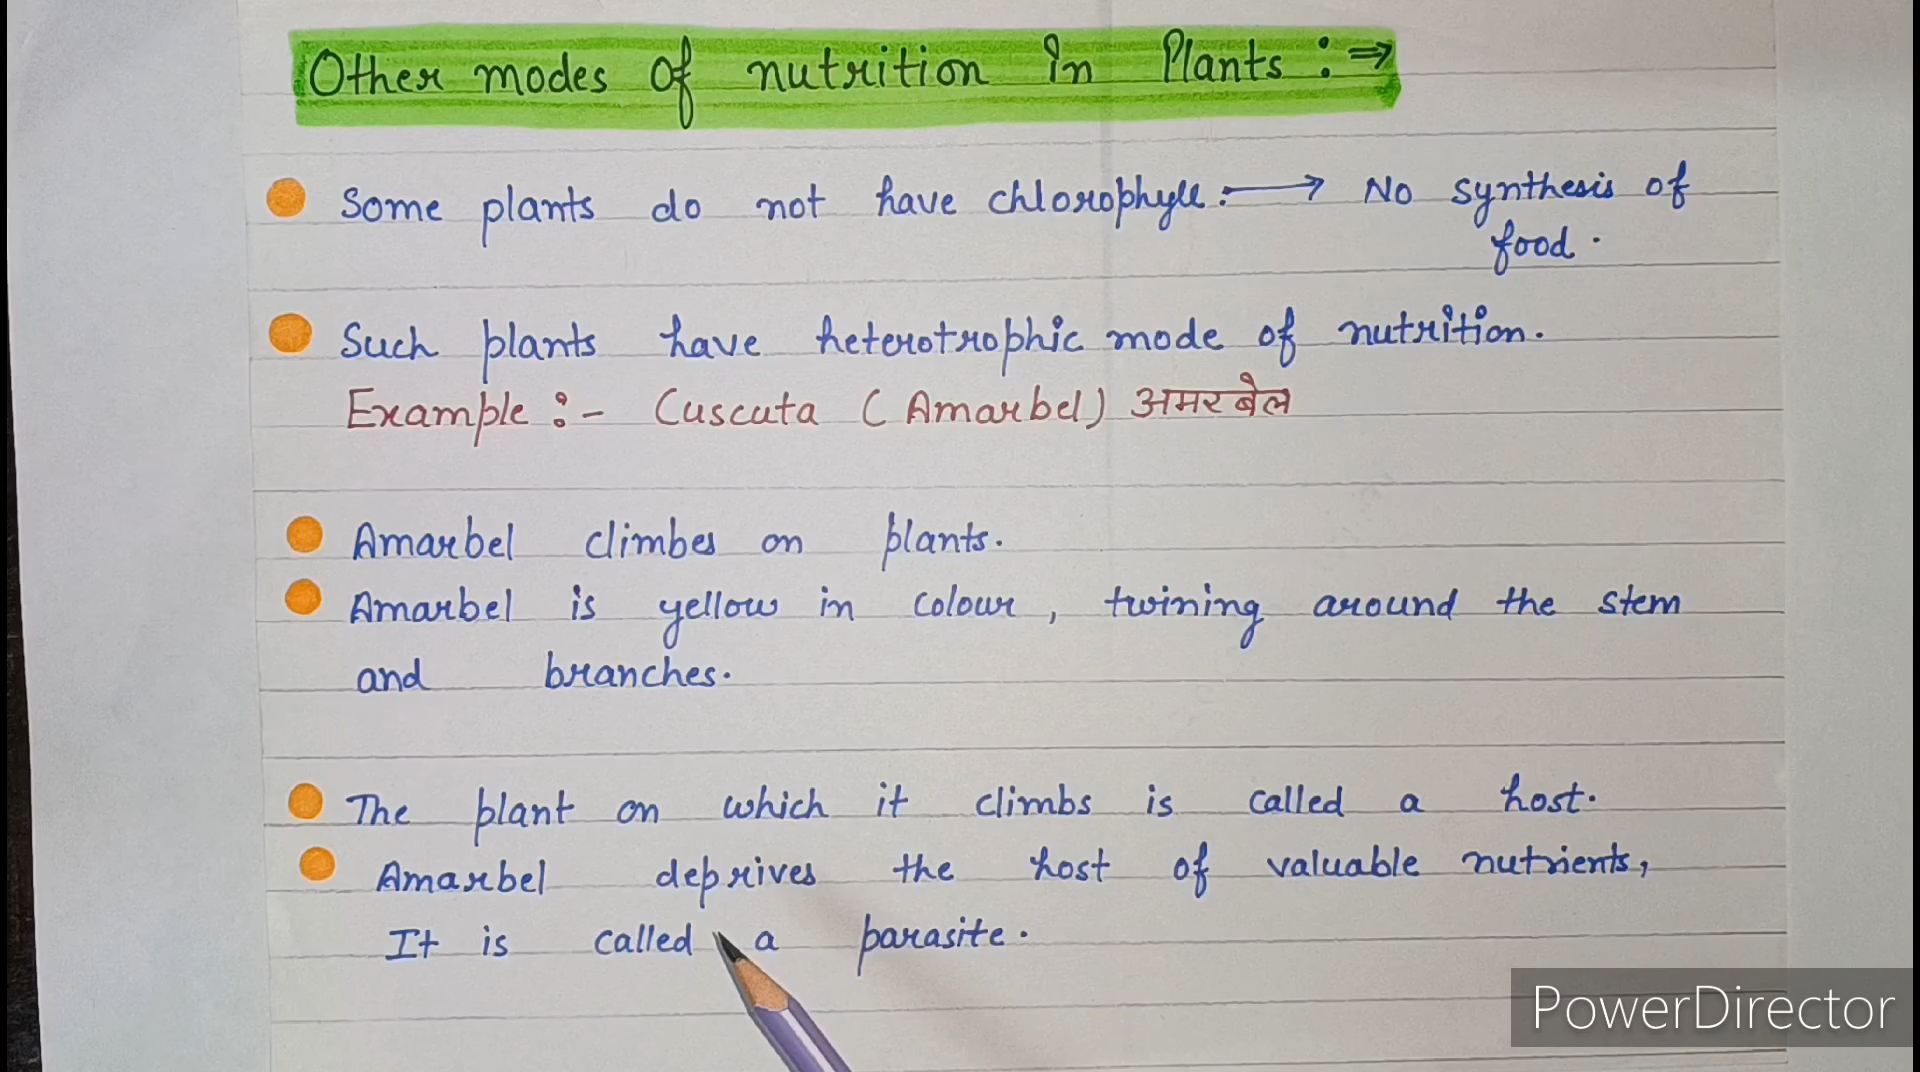 Other modes of nutrition in Plants :⇒
Some plants do not have chlorophyll. → No synthesis of
food.
Such plants have heterotrophic mode of nutrition.
Example :- Cuscuta (Amarbel) अमरबेल
Amarbel climbes on plants.
Amarbel is yellow in colour, twining around the stem
and branches.
The plant on which it climbs is called a host.
Amarbel deprives the host of valuable nutrients,
It is called a parasite.
PowerDirector